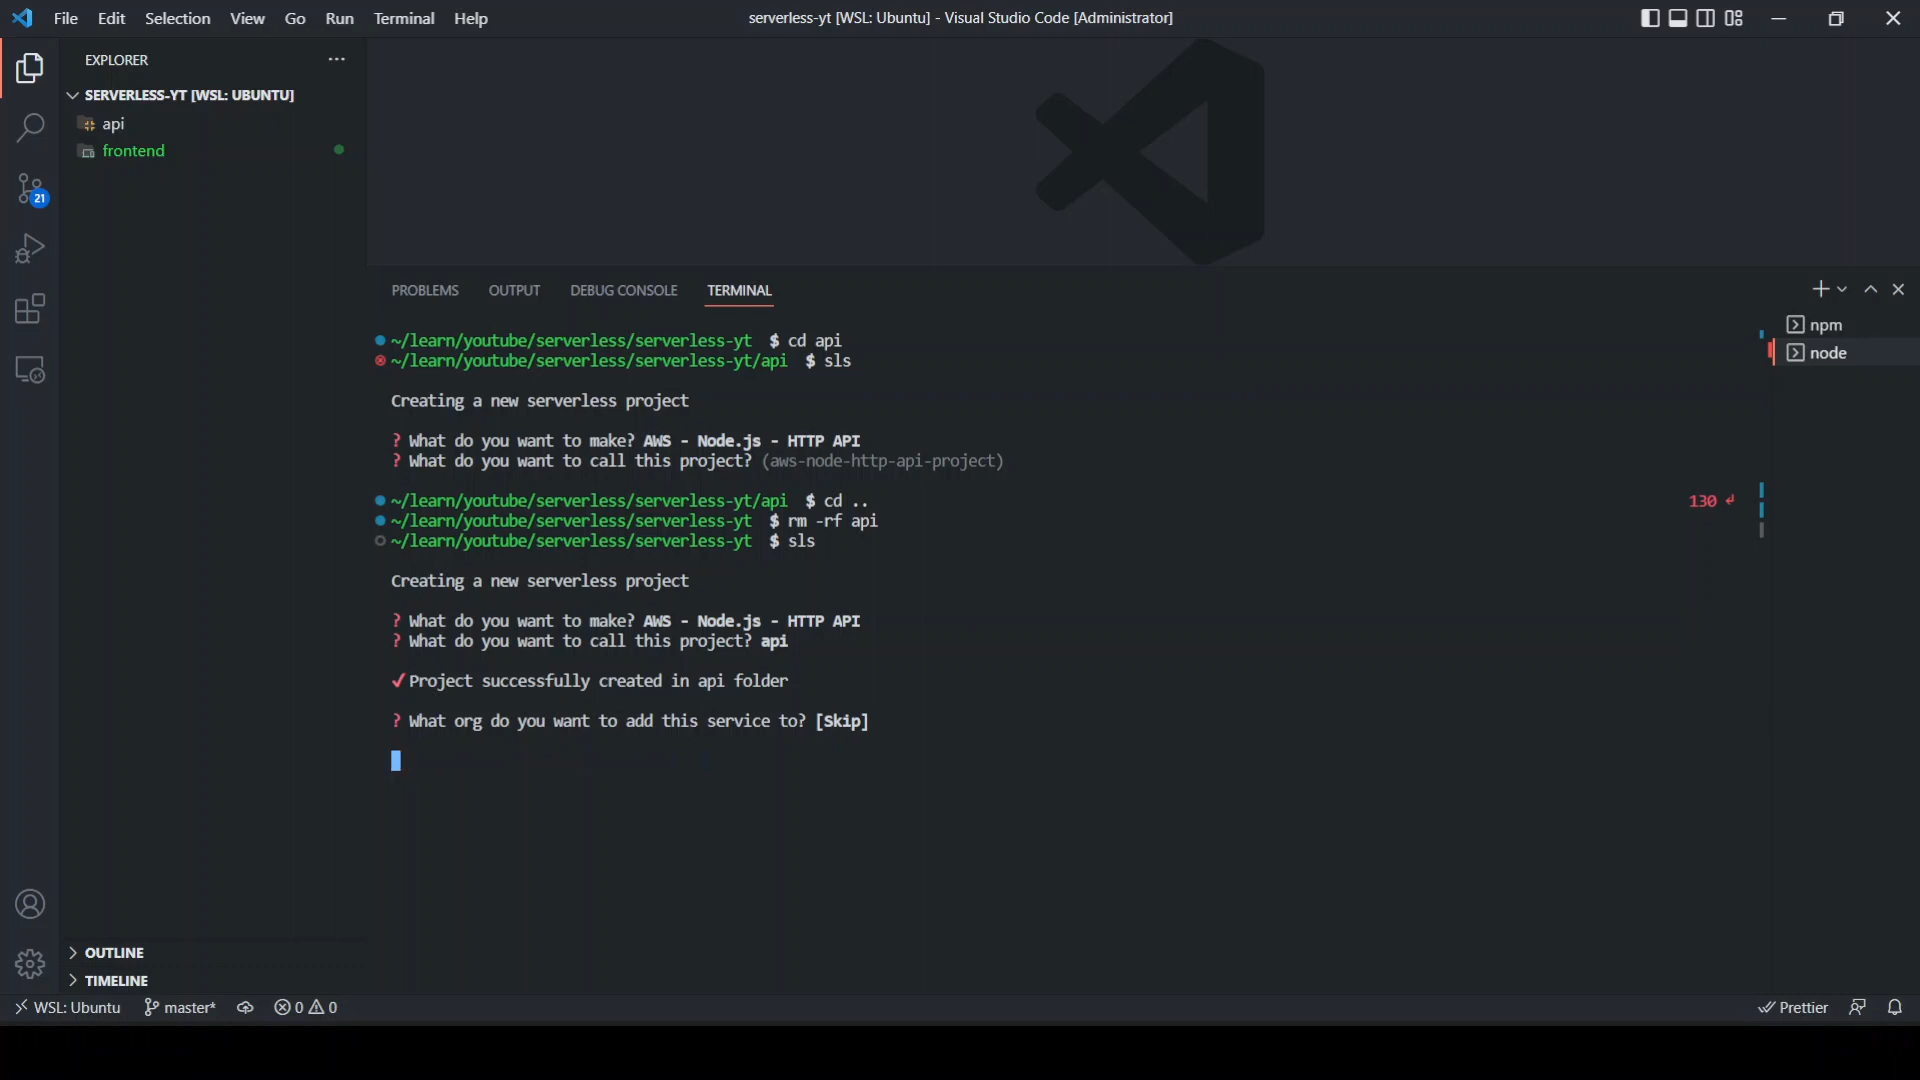 File Edit Selection View Go Run Terminal Help
serverless-yt [WSL: Ubuntu] - Visual Studio Code [Administrator]
EXPLORER
SERVERLESS-YT [WSL: UBUNTU]
api
frontend
21
PROBLEMS OUTPUT DEBUG CONSOLE TERMINAL
npm
node
~/learn/youtube/serverless/serverless-yt $ cd api
~/learn/youtube/serverless/serverless-yt/api $ sls
Creating a new serverless project
? What do you want to make? AWS - Node.js - HTTP API
? What do you want to call this project? (aws-node-http-api-project)
~/learn/youtube/serverless/serverless-yt/api $ cd .. 130 ↲
~/learn/youtube/serverless/serverless-yt $ rm -rf api
~/learn/youtube/serverless/serverless-yt $ sls
Creating a new serverless project
? What do you want to make? AWS - Node.js - HTTP API
? What do you want to call this project? api
✓Project successfully created in api folder
? What org do you want to add this service to? [Skip]
OUTLINE
TIMELINE
WSL: Ubuntu master* 0 0 Prettier